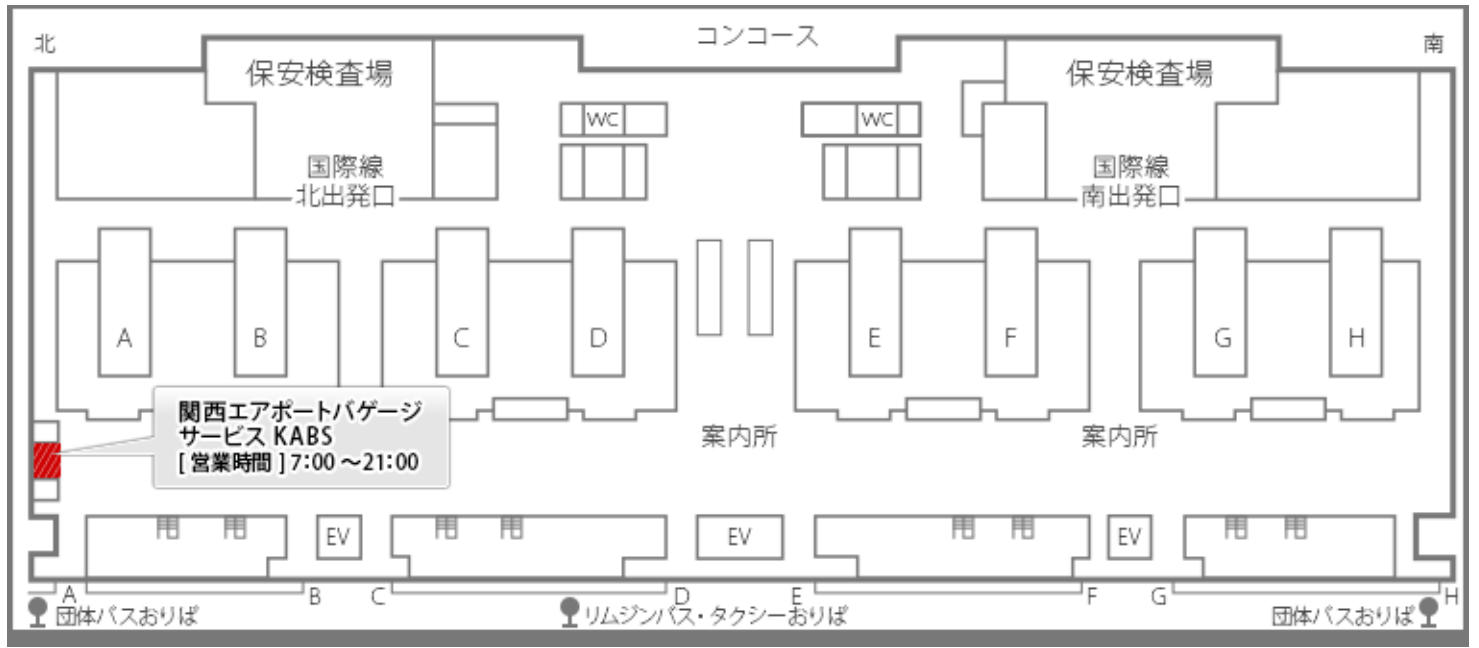 北
コンコース
南
保安検査場
保安検査場
WC
WC
国際線
北出発口
国際線
南出発口
A
B
C
D
E
F
G
H
関西エアポートバゲージ
サービス KABS
[ 営業時間 ] 7:00 ～21:00
案内所
案内所
EV
EV
EV
A
B
C
D
E
F
G
H
団体バスおりば
リムジンバス・タクシーおりば
団体バスおりば